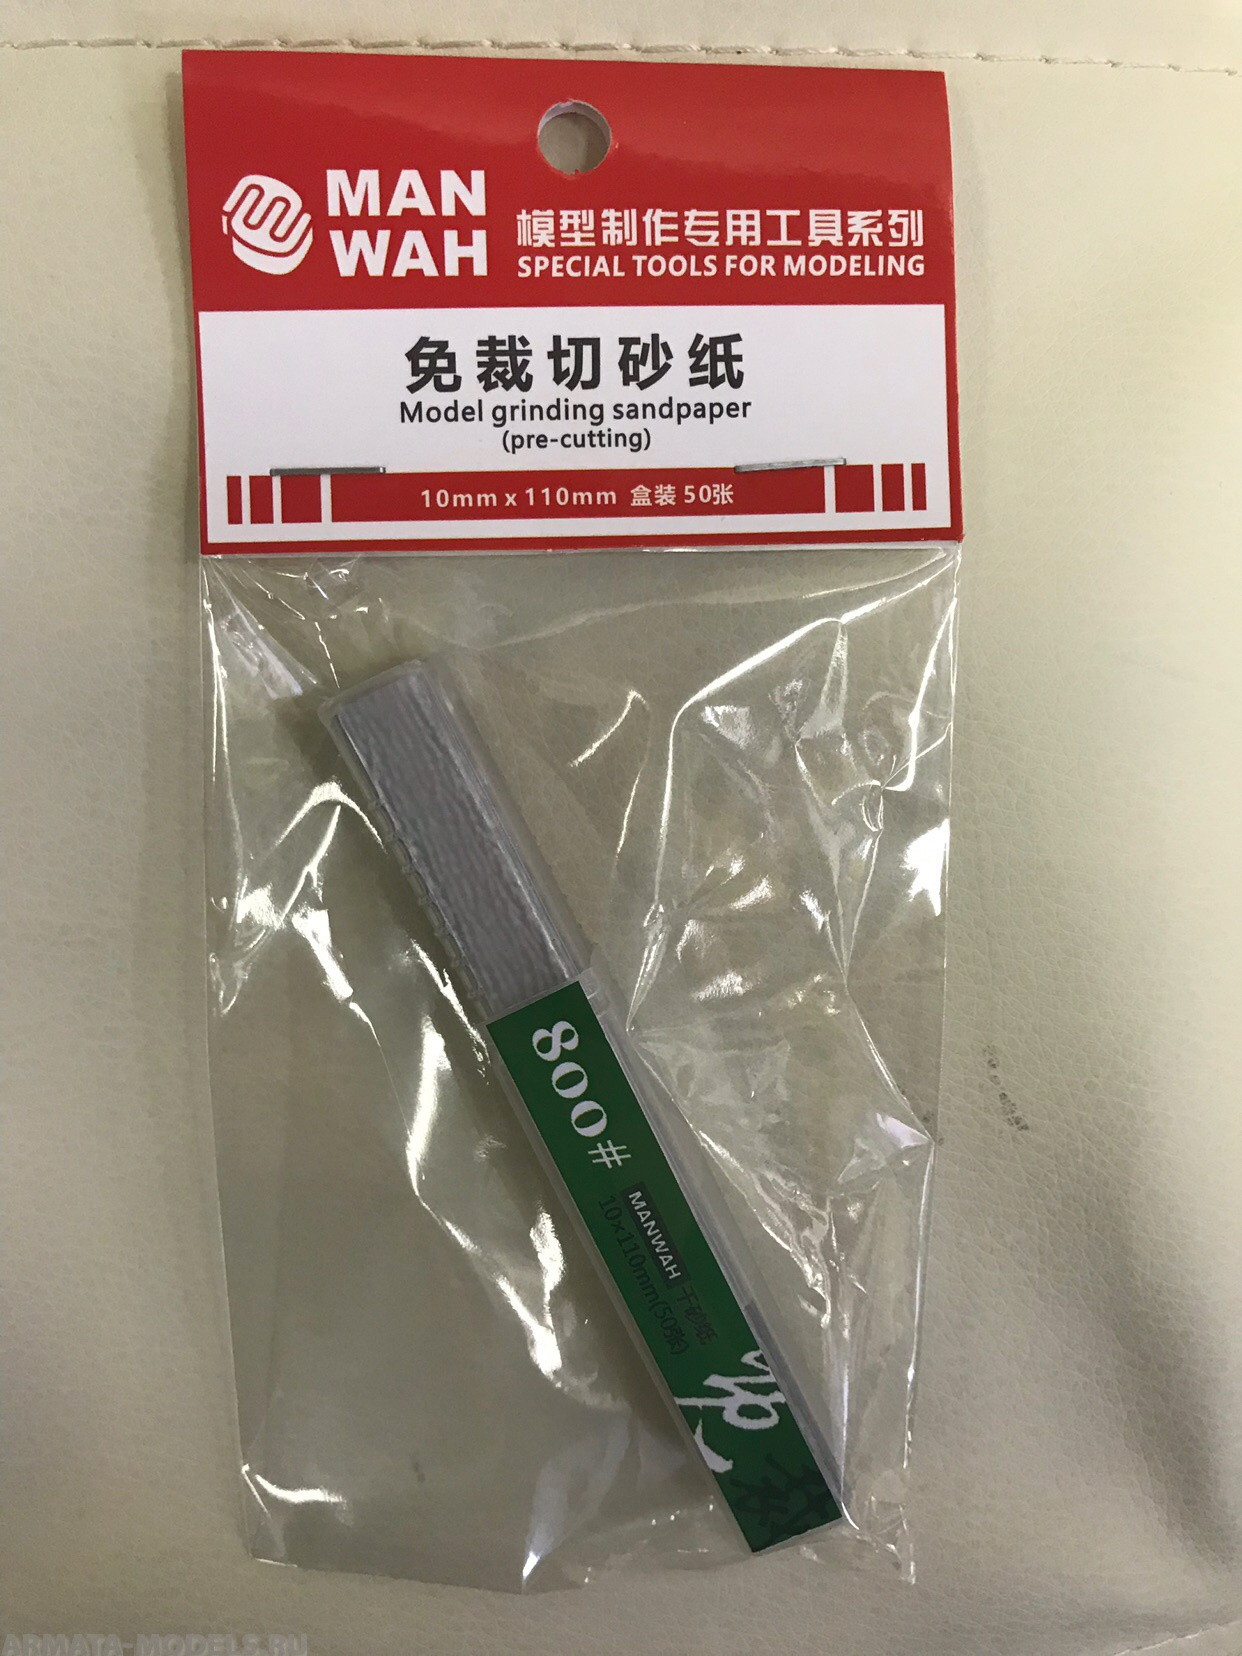 MAN
WAH
模型制作专用工具系列
SPECIAL TOOLS FOR MODELING
免裁切砂纸
Model grinding sandpaper
(pre-cutting)
10mm x 110mm 盒装 50张
800#
MANWAH 干砂纸
10x110mm(50张)
ARMATA-MODELS.RU